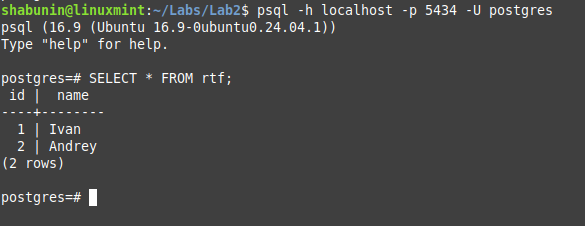 shabunin@linuxmint:~/Labs/Lab2$ psql -h localhost -p 5434 -U postgres
psql (16.9 (Ubuntu 16.9-0ubuntu0.24.04.1))
Type "help" for help.
postgres=# SELECT * FROM rtf;
 id |  name
----+--------
  1 | Ivan
  2 | Andrey
(2 rows)
postgres=#